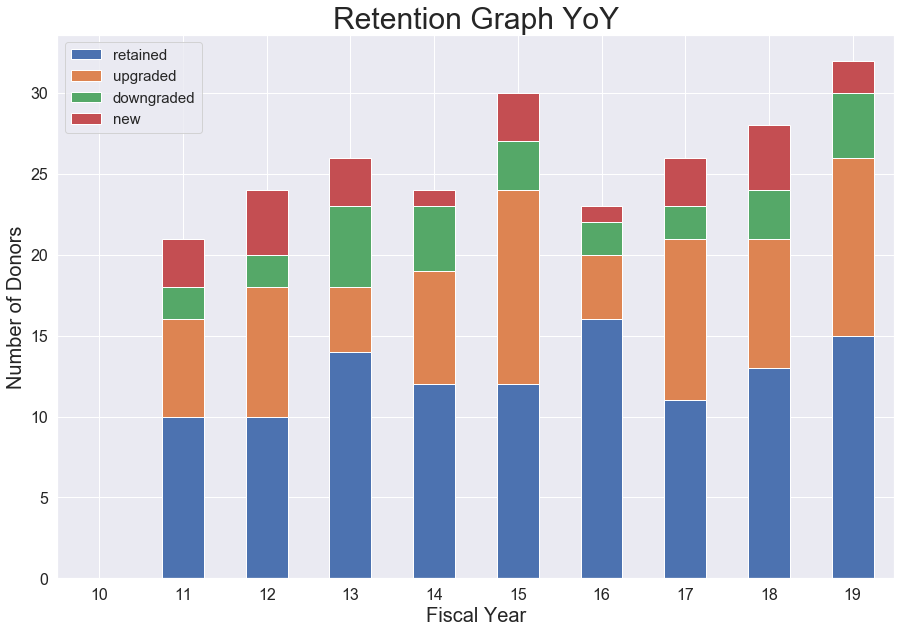 Retention Graph YoY
retained
upgraded
downgraded
new
Number of Donors
30
25
20
15
10
5
0
10 11 12 13 14 15 16 17 18 19
Fiscal Year